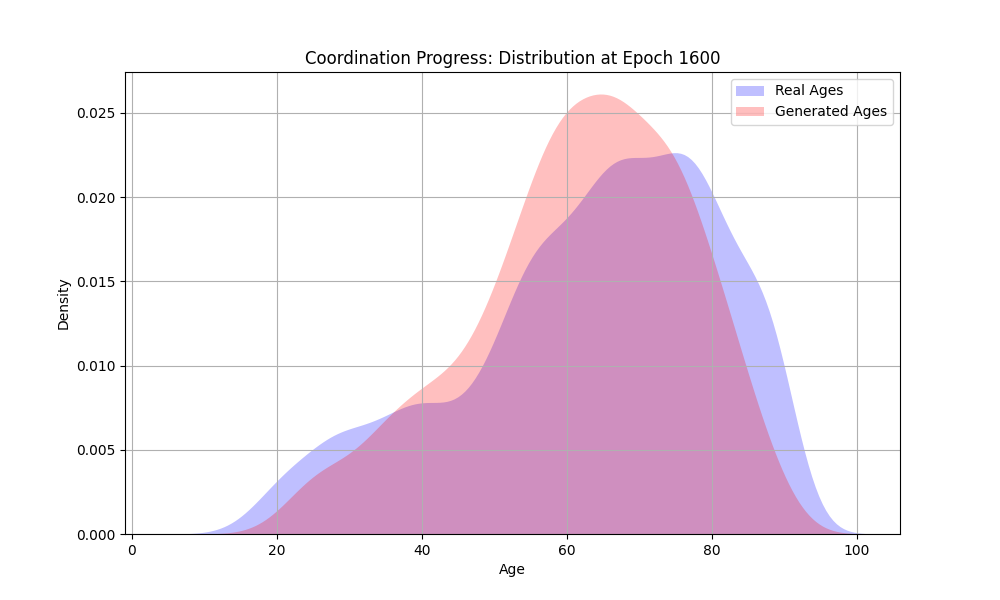 Coordination Progress: Distribution at Epoch 1600
Real Ages
Generated Ages
0.025
0.020
0.015
0.010
0.005
0.000
Density
0 20 40 60 80 100
Age